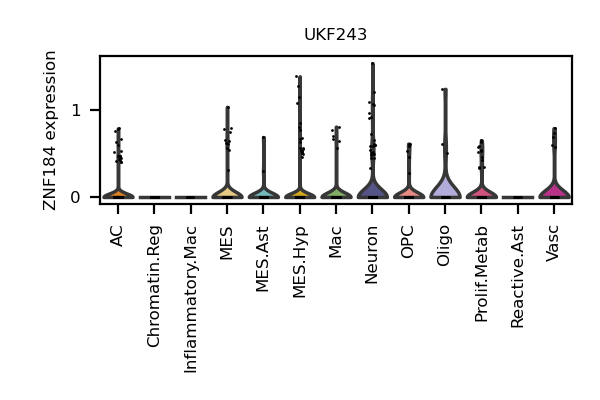 UKF243
ZNF184 expression
1
0
AC
Chromatin.Reg
Inflammatory.Mac
MES
MES.Ast
MES.Hyp
Mac
Neuron
OPC
Oligo
Prolif.Metab
Reactive.Ast
Vasc